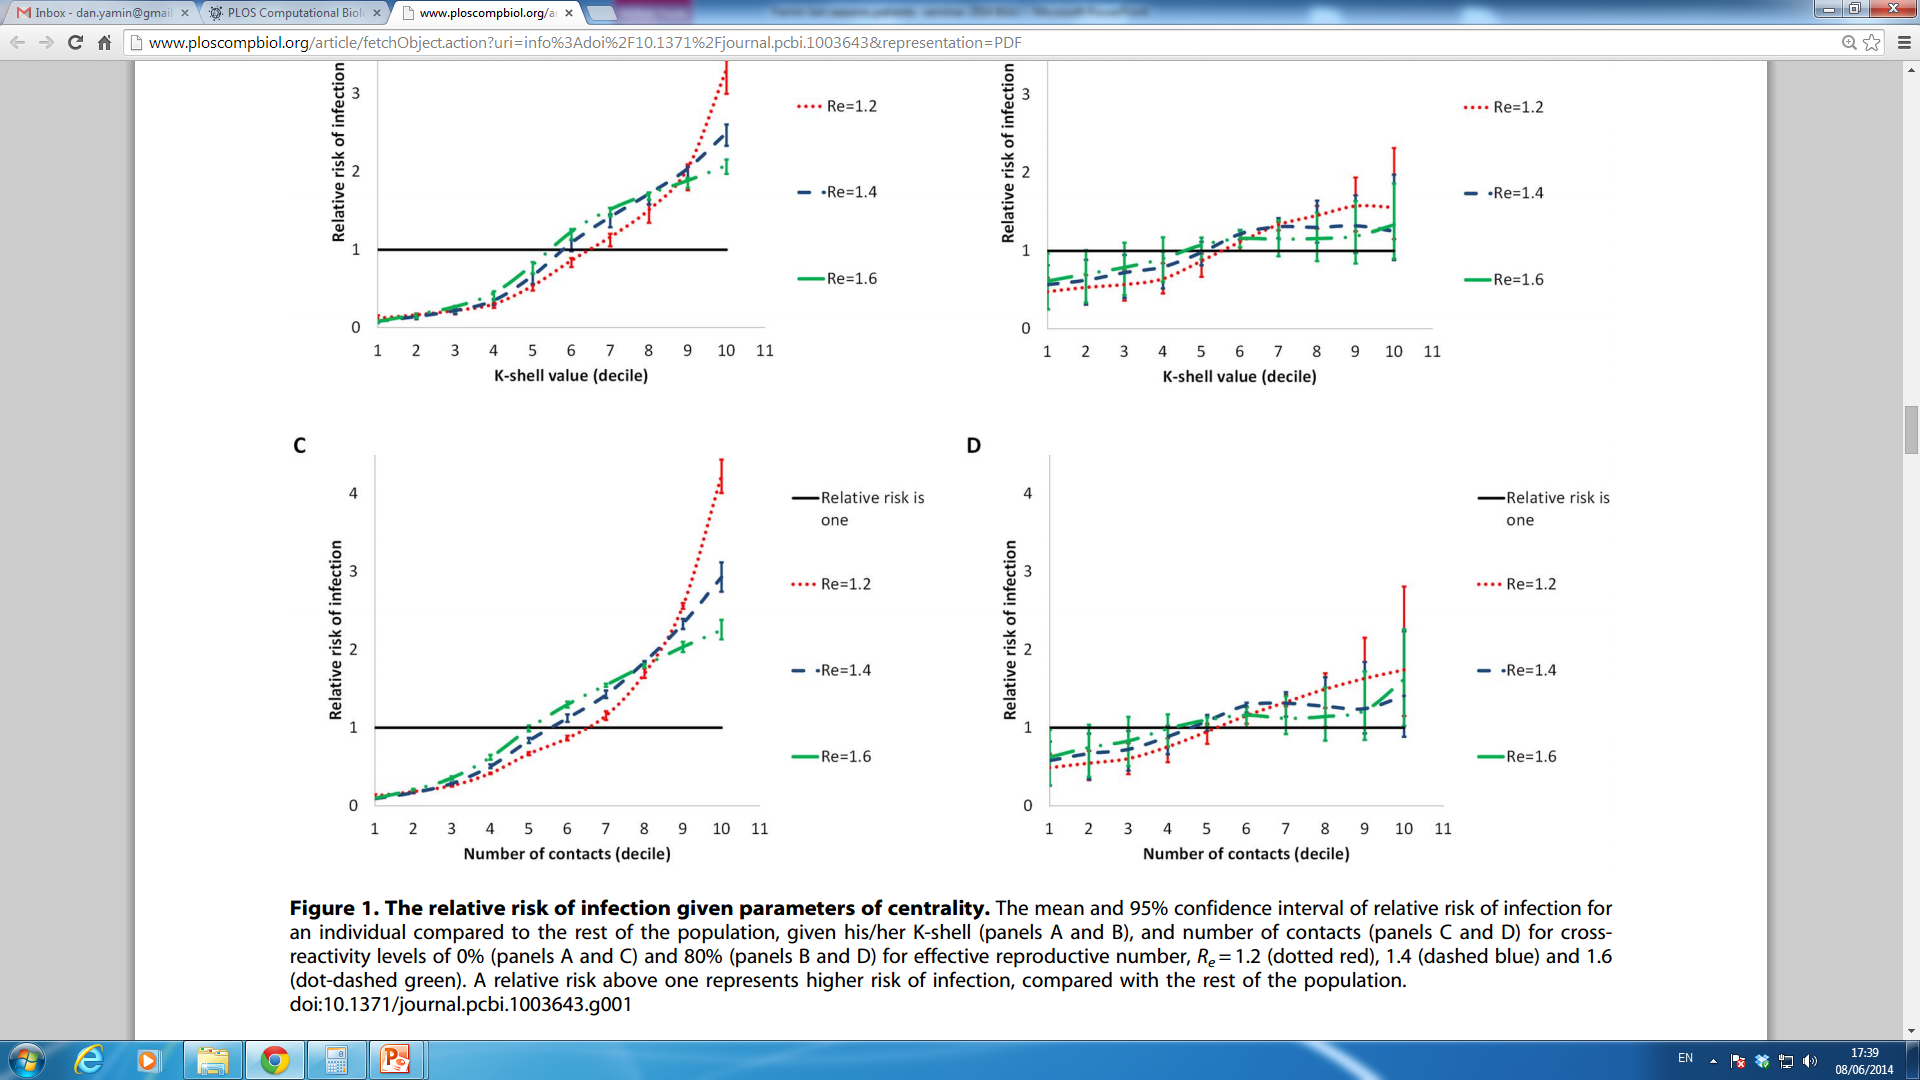 Inbox - dan.yamin@gmai
PLOS Computational Biol
www.ploscompbiol.org/a
www.ploscompbiol.org/article/fetchObject.action?uri=info%3Adoi%2F10.1371%2Fjournal.pcbi.1003643&representation=PDF
Relative risk of infection
3
2
1
0
1 2 3 4 5 6 7 8 9 10 11
K-shell value (decile)
Re=1.2
Re=1.4
Re=1.6
Relative risk of infection
3
2
1
0
1 2 3 4 5 6 7 8 9 10 11
K-shell value (decile)
Re=1.2
Re=1.4
Re=1.6
C
Relative risk of infection
4
3
2
1
0
1 2 3 4 5 6 7 8 9 10 11
Number of contacts (decile)
Relative risk is
one
Re=1.2
Re=1.4
Re=1.6
D
Relative risk of infection
4
3
2
1
0
1 2 3 4 5 6 7 8 9 10 11
Number of contacts (decile)
Relative risk is
one
Re=1.2
Re=1.4
Re=1.6
Figure 1. The relative risk of infection given parameters of centrality. The mean and 95% confidence interval of relative risk of infection for
an individual compared to the rest of the population, given his/her K-shell (panels A and B), and number of contacts (panels C and D) for cross-
reactivity levels of 0% (panels A and C) and 80% (panels B and D) for effective reproductive number, Re = 1.2 (dotted red), 1.4 (dashed blue) and 1.6
(dot-dashed green). A relative risk above one represents higher risk of infection, compared with the rest of the population.
doi:10.1371/journal.pcbi.1003643.g001
EN
17:39
08/06/2014